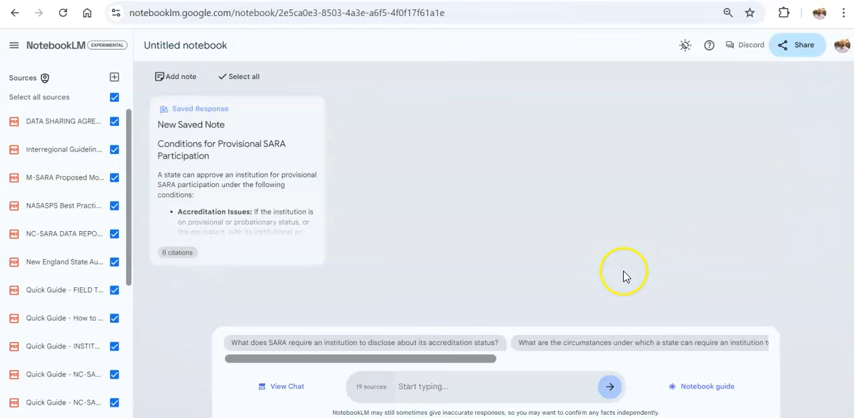 notebooklm.google.com/notebook/2e5ca0e3-8503-4a3e-a6f5-4f0f17f61a1e
NotebookLM EXPERIMENTAL Untitled notebook Discord Share
Sources
Add note Select all
Select all sources
Saved Response
New Saved Note
Conditions for Provisional SARA
Participation
A state can approve an institution for provisional
SARA participation under the following
conditions:
• Accreditation Issues: If the institution is
on provisional or probationary status, or
the equivalent, with its institutional ac...
6 citations
DATA SHARING AGRE...
Interregional Guidelin...
M-SARA Proposed Mo...
NASASPS Best Practi...
NC-SARA DATA REPO...
New England State Au...
Quick Guide - FIELD T...
Quick Guide - How to ...
Quick Guide - INSTIT...
Quick Guide - NC-SA...
Quick Guide - NC-SA...
What does SARA require an institution to disclose about its accreditation status?
What are the circumstances under which a state can require an institution t
View Chat 19 sources Start typing... Notebook guide
NotebookLM may still sometimes give inaccurate responses, so you may want to confirm any facts independently.